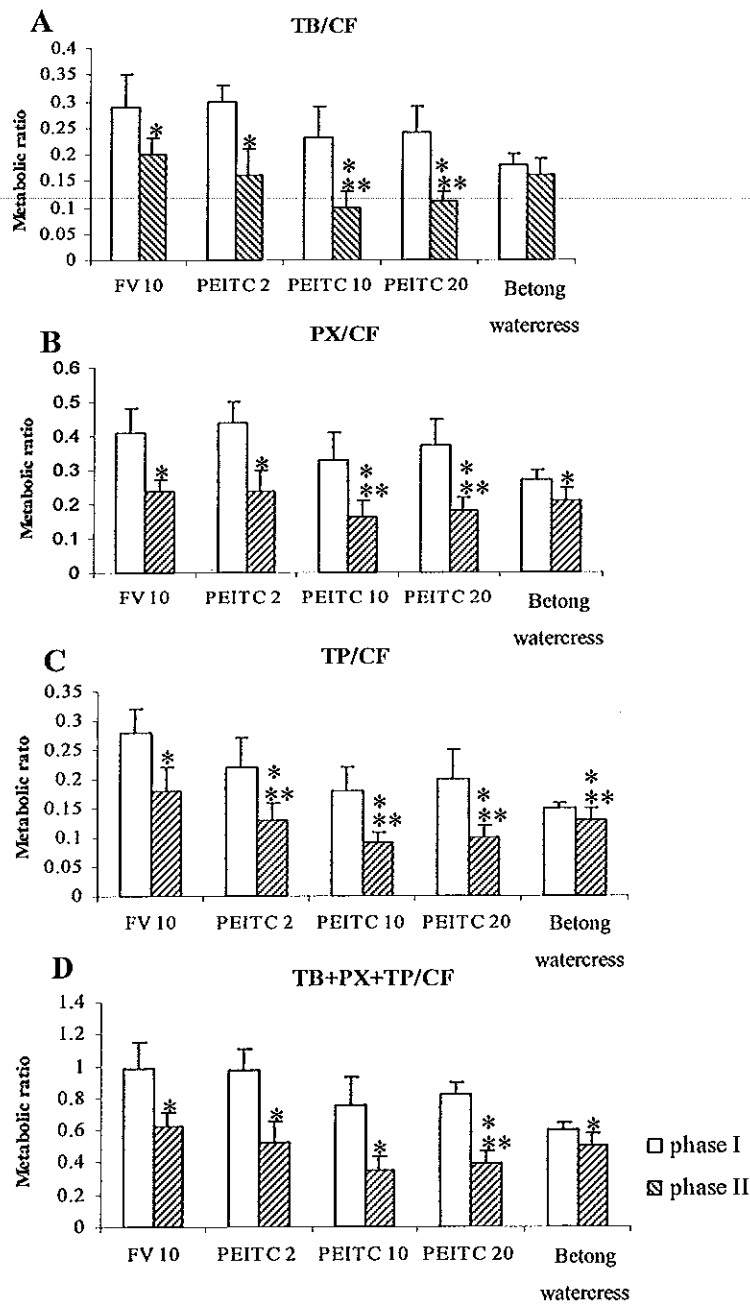 A
TB/CF
0.4
0.35
0.3
0.25
0.2
0.15
0.1
0.05
0
Metabolic ratio
*
*
*
**
*
**
FV 10 PEITC 2 PEITC 10 PEITC 20 Betong
watercress
B
PX/CF
0.6
0.5
0.4
0.3
0.2
0.1
0
Metabolic ratio
*
*
*
**
*
**
*
FV 10 PEITC 2 PEITC 10 PEITC 20 Betong
watercress
C
TP/CF
0.35
0.3
0.25
0.2
0.15
0.1
0.05
0
Metabolic rato
*
*
**
*
**
*
**
*
**
FV 10 PEITC 2 PEITC 10 PEITC 20 Betong
watercress
D
TB+PX+TP/CF
1.4
1.2
1
0.8
0.6
0.4
0.2
0
Metabolic ratio
*
*
*
*
**
*
FV 10 PEITC 2 PEITC 10 PEITC 20 Betong
watercress
phase I
phase II